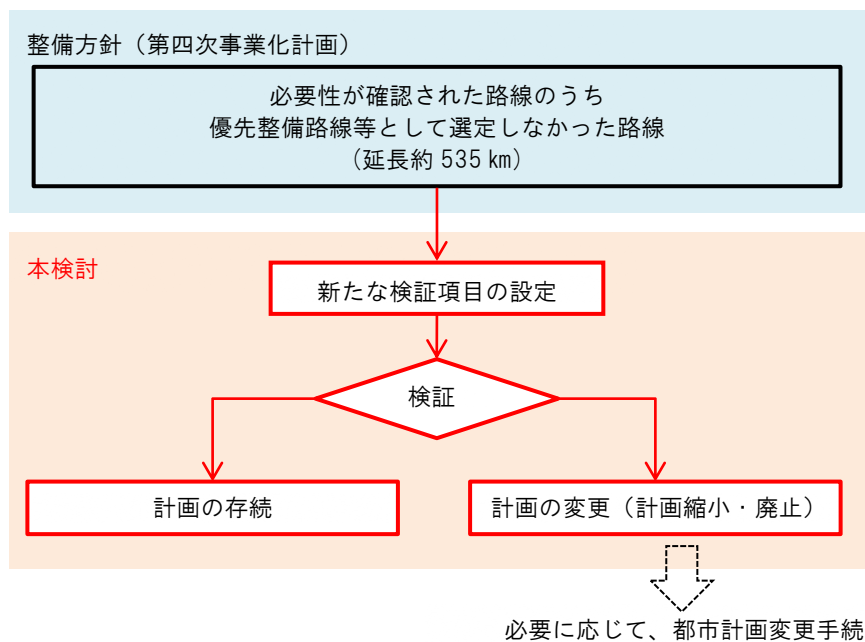 整備方針（第四次事業化計画）
必要性が確認された路線のうち
優先整備路線等として選定しなかった路線
（延長約 535 km）
本検討
新たな検証項目の設定
検証
計画の存続
計画の変更（計画縮小・廃止）
必要に応じて、都市計画変更手続